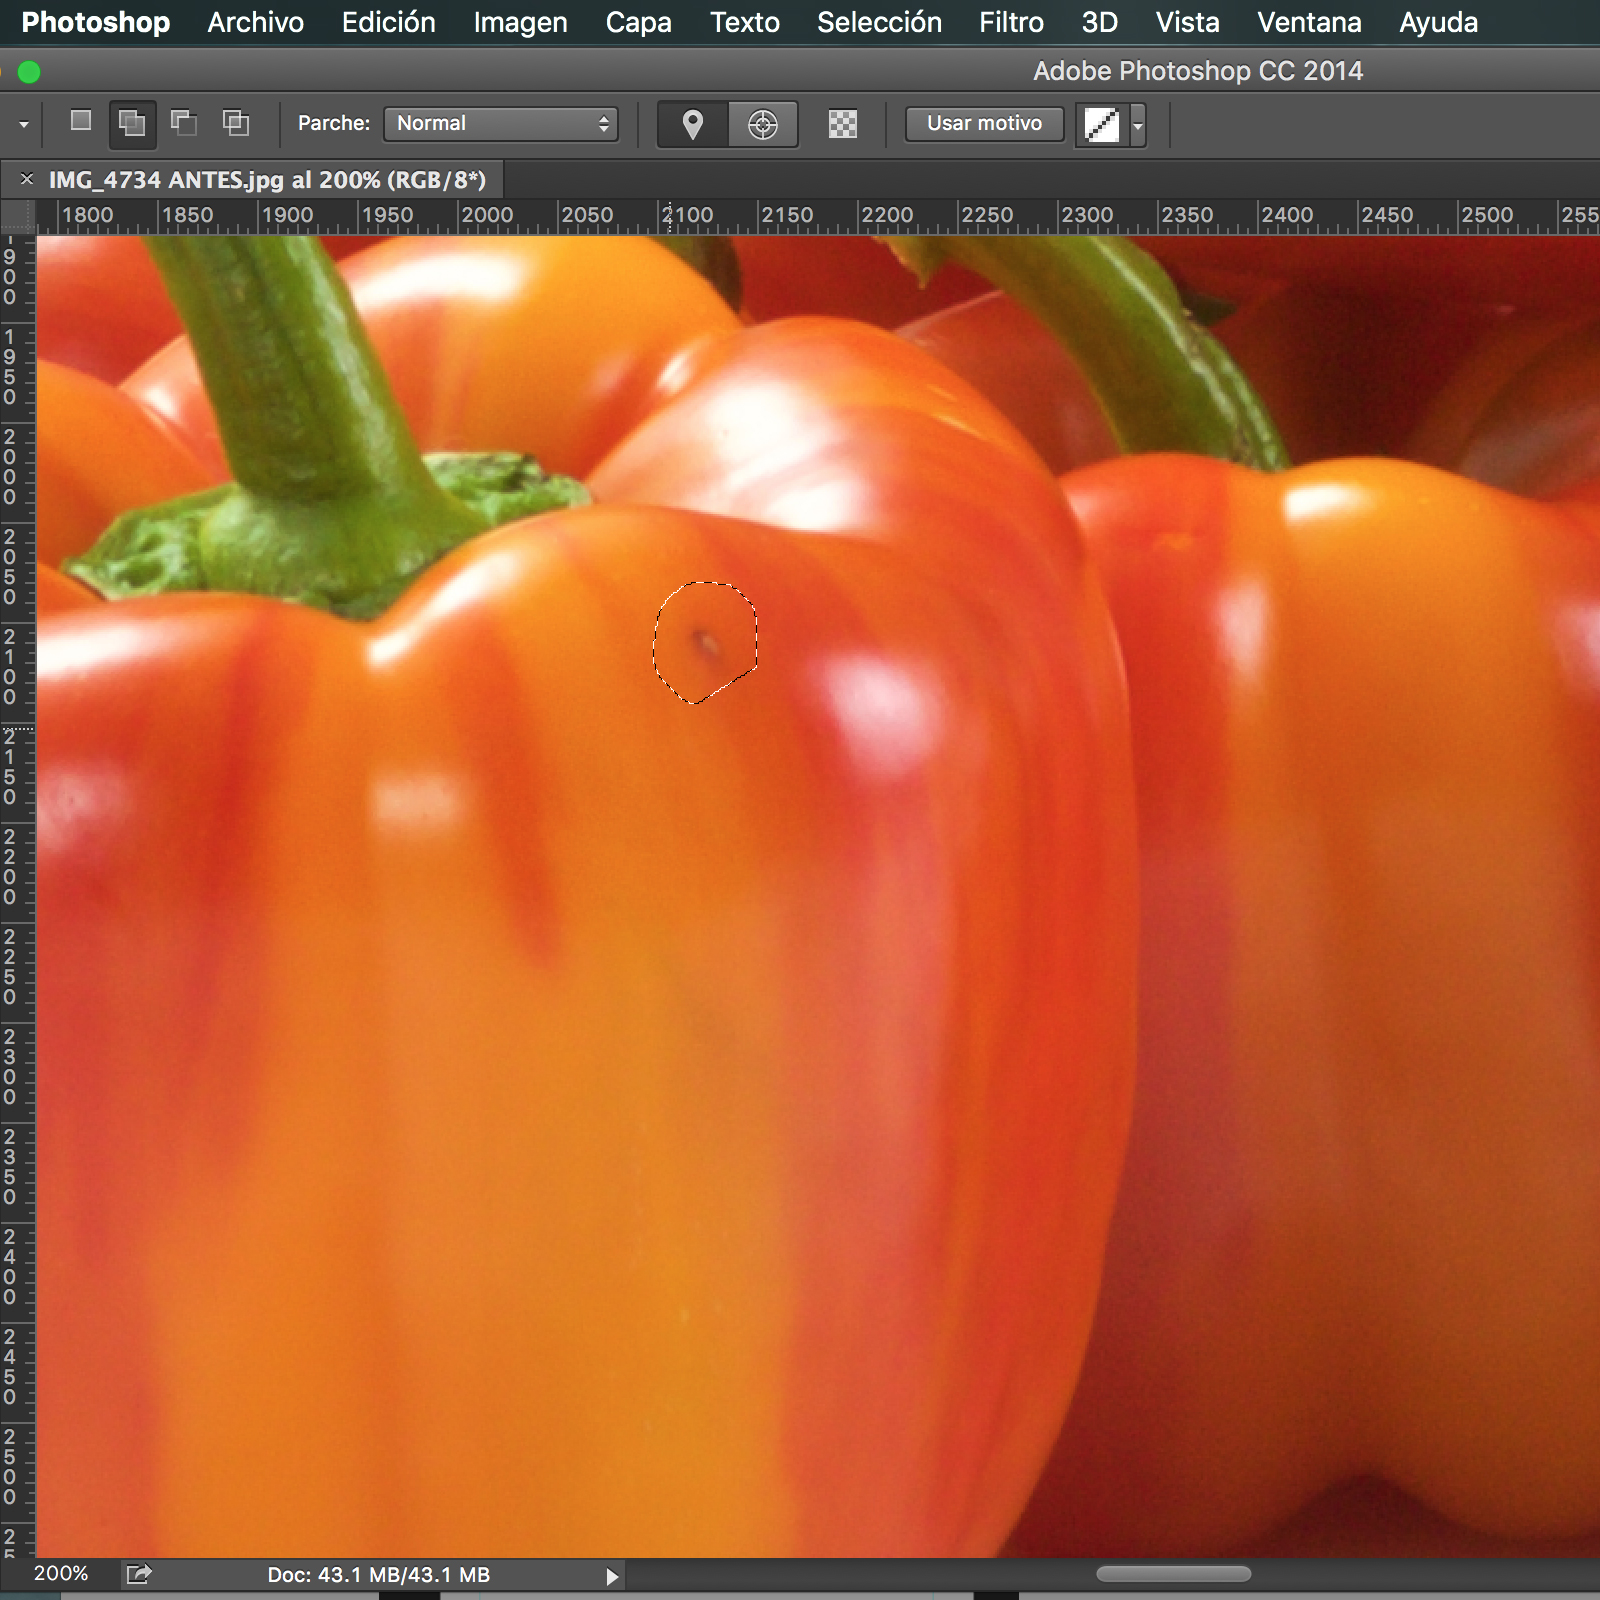 Photoshop Archivo Edición Imagen Capa Texto Selección Filtro 3D Vista Ventana Ayuda
Adobe Photoshop CC 2014
Parche: Normal Usar motivo
× IMG_4734 ANTES.jpg al 200% (RGB/8*)
1800 1850 1900 1950 2000 2050 2100 2150 2200 2250 2300 2350 2400 2450 2500 255
1900
1950
2000
2050
2100
2150
2200
2250
2300
2350
2400
2450
2500
25
200% Doc: 43.1 MB/43.1 MB